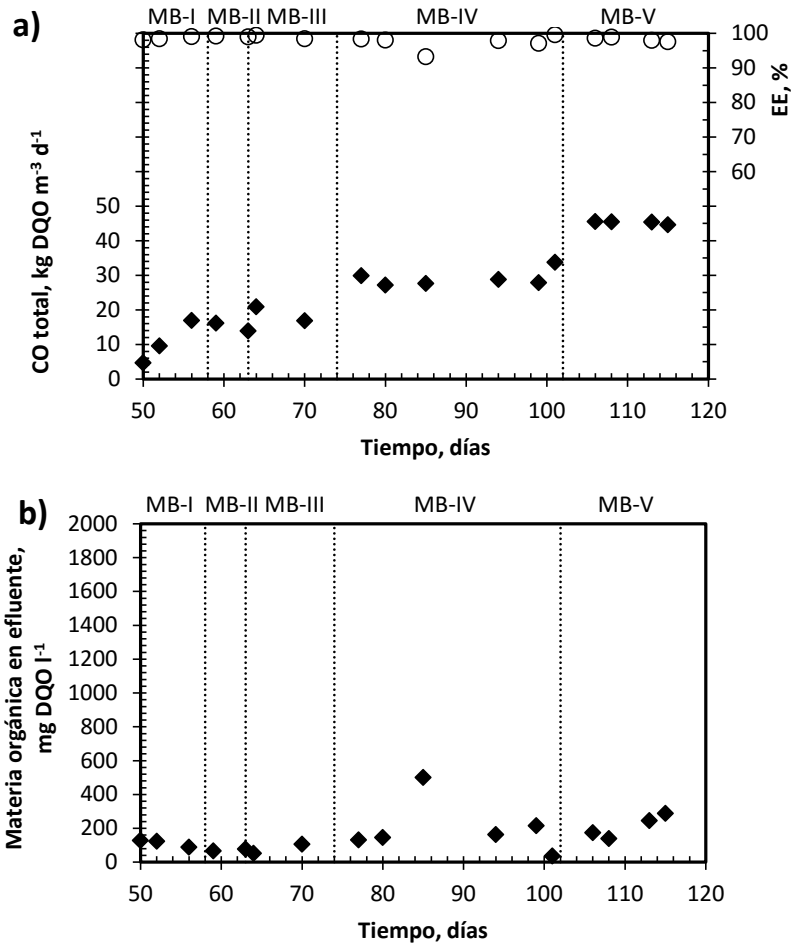 a)
MB-I MB-II MB-III MB-IV MB-V
CO total, kg DQO m⁻³ d⁻¹
50
40
30
20
10
0
100
90
80
70
60
EE, %
50 60 70 80 90 100 110 120
Tiempo, días
b)
MB-I MB-II MB-III MB-IV MB-V
Materia orgánica en efluente,
mg DQO l⁻¹
2000
1800
1600
1400
1200
1000
800
600
400
200
0
50 60 70 80 90 100 110 120
Tiempo, días